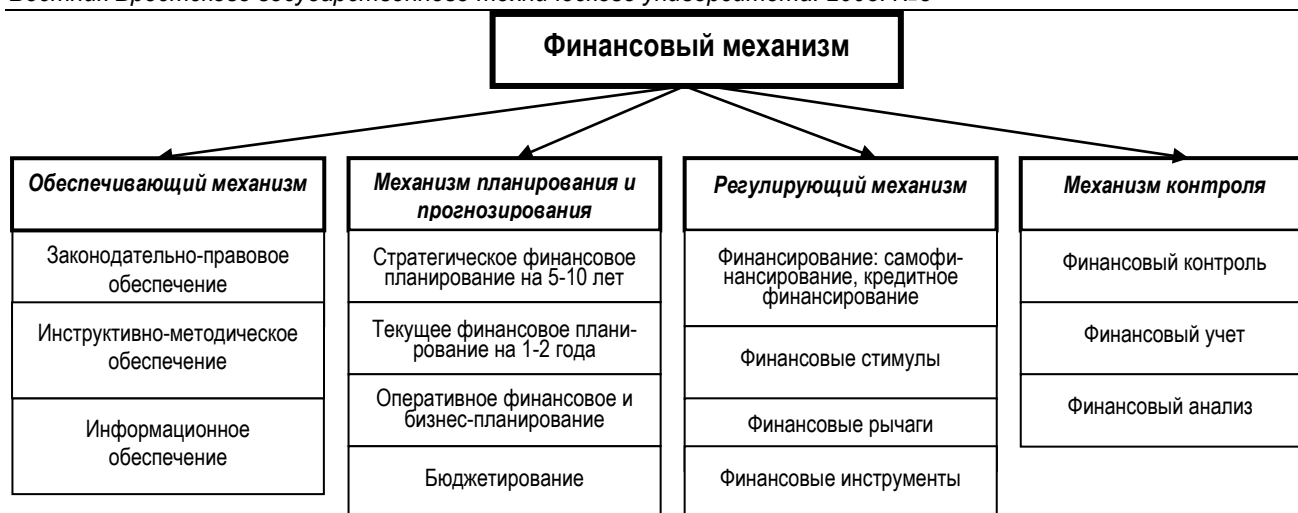 Финансовый механизм
Обеспечивающий механизм
Законодательно-правовое
обеспечение
Инструктивно-методическое
обеспечение
Информационное
обеспечение
Механизм планирования и
прогнозирования
Стратегическое финансовое
планирование на 5-10 лет
Текущее финансовое плани-
рование на 1-2 года
Оперативное финансовое и
бизнес-планирование
Бюджетирование
Регулирующий механизм
Финансирование: самофи-
нансирование, кредитное
финансирование
Финансовые стимулы
Финансовые рычаги
Финансовые инструменты
Механизм контроля
Финансовый контроль
Финансовый учет
Финансовый анализ